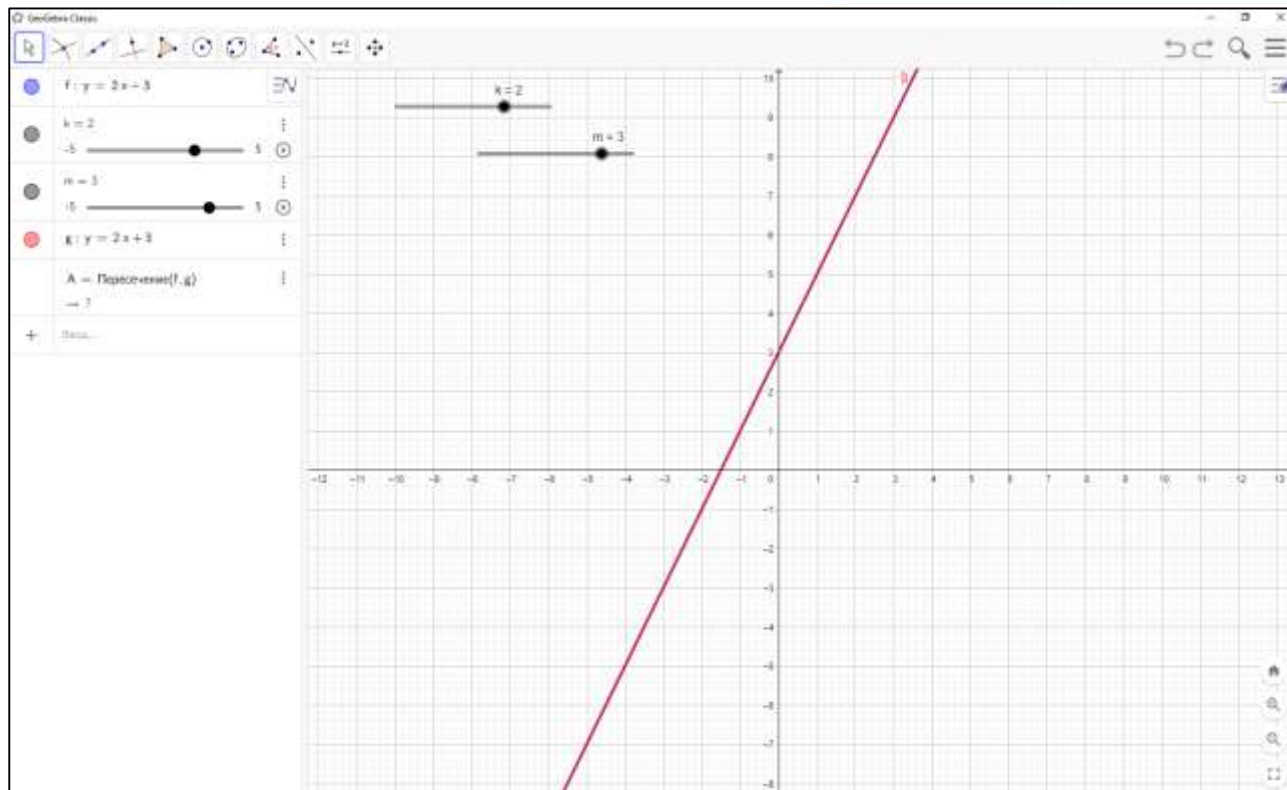 GeoGebra Classic
f : y = 2x+3
k = 2
-5 5
m = 3
-5 5
g : y = 2x+3
A = Пересечение(f,g)
→ ?
Ввод...
k = 2
m = 3
10
9
8
7
6
5
4
3
2
1
-12 -11 -10 -9 -8 -7 -6 -5 -4 -3 -2 -1 0 1 2 3 4 5 6 7 8 9 10 11 12 13
-1
-2
-3
-4
-5
-6
-7
-8